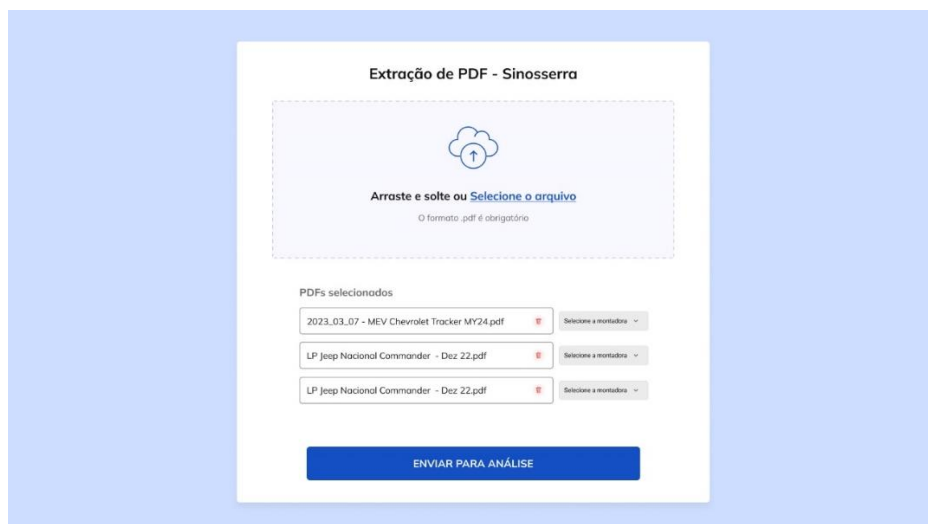 Extração de PDF - Sinosserra
Arraste e solte ou Selecione o arquivo
O formato .pdf é obrigatório
PDFs selecionados
2023_03_07 - MEV Chevrolet Tracker MY24.pdf Selecione a montadora
LP Jeep Nacional Commander - Dez 22.pdf Selecione a montadora
LP Jeep Nacional Commander - Dez 22.pdf Selecione a montadora
ENVIAR PARA ANÁLISE